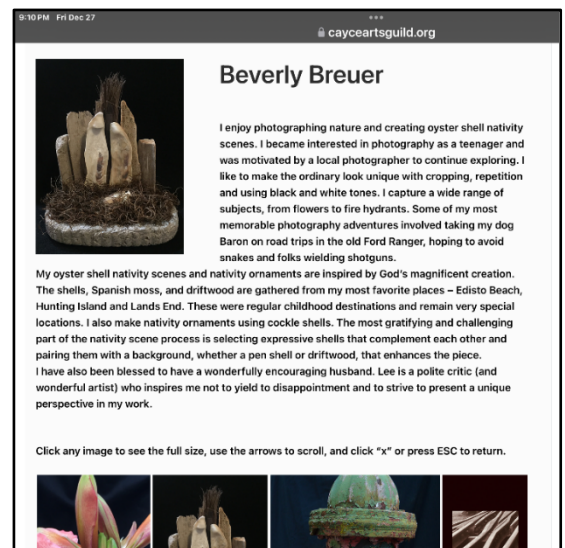 9:10 PM Fri Dec 27
cayceartsguild.org
Beverly Breuer
I enjoy photographing nature and creating oyster shell nativity
scenes. I became interested in photography as a teenager and
was motivated by a local photographer to continue exploring. I
like to make the ordinary look unique with cropping, repetition
and using black and white tones. I capture a wide range of
subjects, from flowers to fire hydrants. Some of my most
memorable photography adventures involved taking my dog
Baron on road trips in the old Ford Ranger, hoping to avoid
snakes and folks wielding shotguns.
My oyster shell nativity scenes and nativity ornaments are inspired by God's magnificent creation.
The shells, Spanish moss, and driftwood are gathered from my most favorite places – Edisto Beach,
Hunting Island and Lands End. These were regular childhood destinations and remain very special
locations. I also make nativity ornaments using cockle shells. The most gratifying and challenging
part of the nativity scene process is selecting expressive shells that complement each other and
pairing them with a background, whether a pen shell or driftwood, that enhances the piece.
I have also been blessed to have a wonderfully encouraging husband. Lee is a polite critic (and
wonderful artist) who inspires me not to yield to disappointment and to strive to present a unique
perspective in my work.
Click any image to see the full size, use the arrows to scroll, and click “x” or press ESC to return.